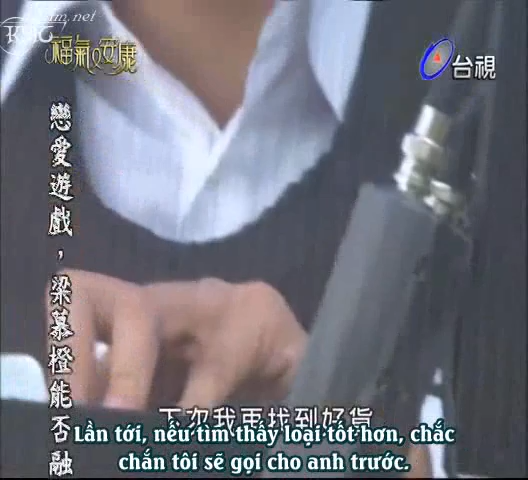 福氣又安康
台視
戀愛遊戲，梁慕橙能否融
下次我再找到好貨
Lần tới, nếu tìm thấy loại tốt hơn, chắc
chắn tôi sẽ gọi cho anh trước.